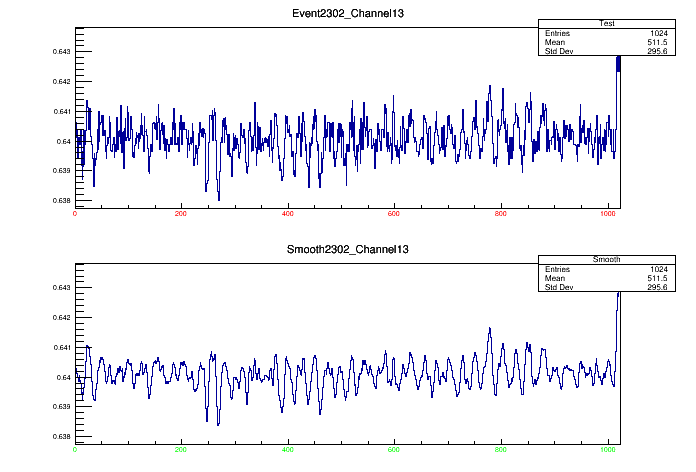 Event2302_Channel13
Test
Entries 1024
Mean 511.5
Std Dev 295.6
0.643
0.642
0.641
0.64
0.639
0.638
0 200 400 600 800 1000
Smooth2302_Channel13
Smooth
Entries 1024
Mean 511.5
Std Dev 295.6
0.643
0.642
0.641
0.64
0.639
0.638
0 200 400 600 800 1000